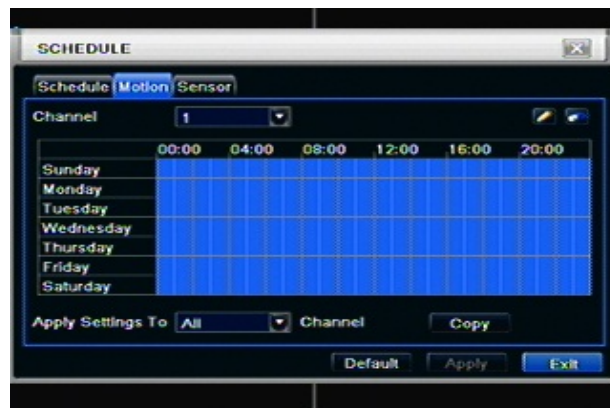 SCHEDULE
Schedule Motion Sensor
Channel 1
00:00 04:00 08:00 12:00 16:00 20:00
Sunday
Monday
Tuesday
Wednesday
Thursday
Friday
Saturday
Apply Settings To All Channel Copy
Default Apply Exit